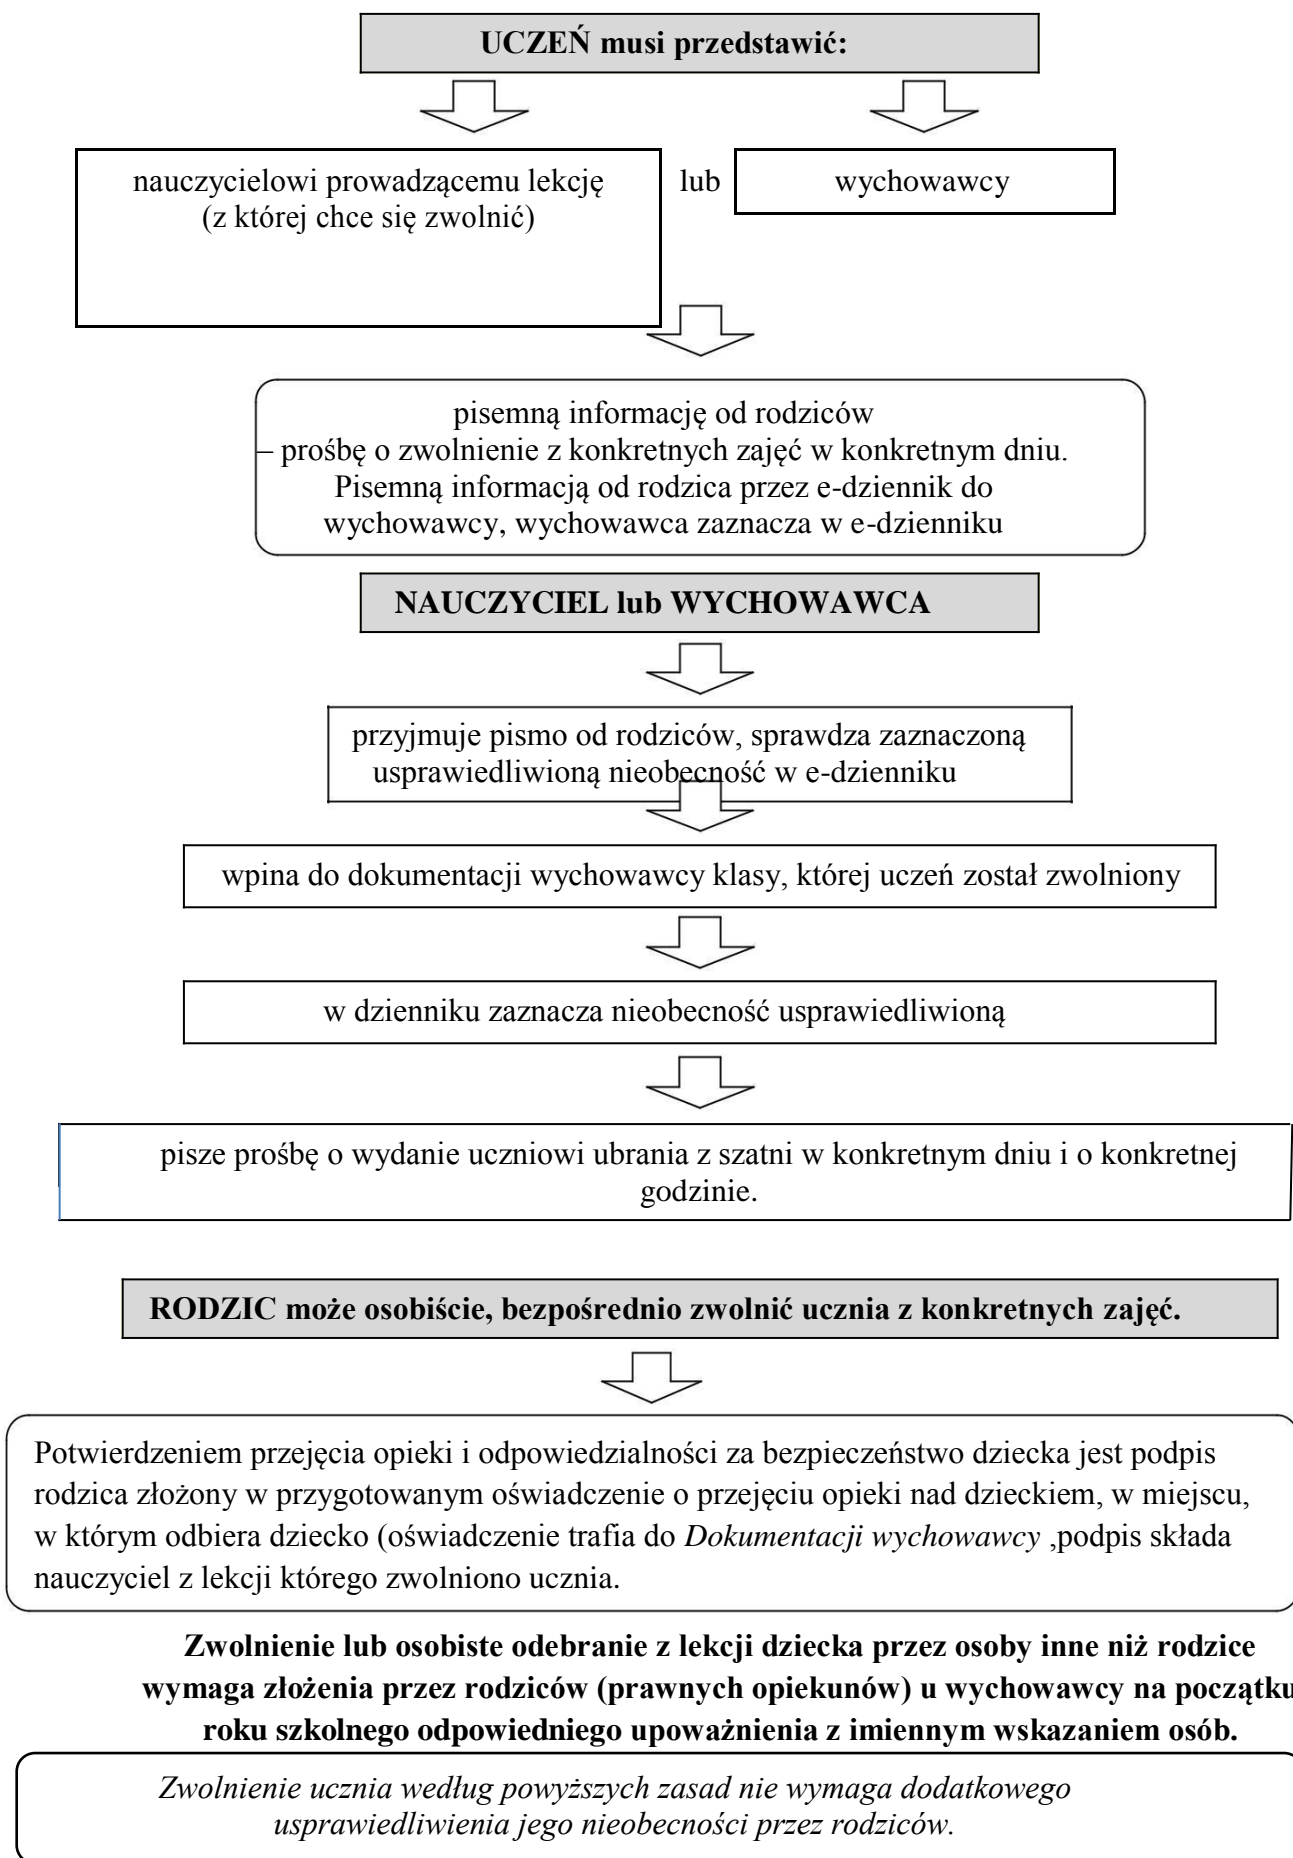 UCZEŃ musi przedstawić:
nauczycielowi prowadzącemu lekcję
(z której chce się zwolnić)
lub
wychowawcy
pisemną informację od rodziców
– prośbę o zwolnienie z konkretnych zajęć w konkretnym dniu.
Pisemną informacją od rodzica przez e-dziennik do
wychowawcy, wychowawca zaznacza w e-dzienniku
NAUCZYCIEL lub WYCHOWAWCA
przyjmuje pismo od rodziców, sprawdza zaznaczoną
usprawiedliwioną nieobecność w e-dzienniku
wpina do dokumentacji wychowawcy klasy, której uczeń został zwolniony
w dzienniku zaznacza nieobecność usprawiedliwioną
pisze prośbę o wydanie uczniowi ubrania z szatni w konkretnym dniu i o konkretnej
godzinie.
RODZIC może osobiście, bezpośrednio zwolnić ucznia z konkretnych zajęć.
Potwierdzeniem przejęcia opieki i odpowiedzialności za bezpieczeństwo dziecka jest podpis
rodzica złożony w przygotowanym oświadczenie o przejęciu opieki nad dzieckiem, w miejscu,
w którym odbiera dziecko (oświadczenie trafia do Dokumentacji wychowawcy ,podpis składa
nauczyciel z lekcji którego zwolniono ucznia.
Zwolnienie lub osobiste odebranie z lekcji dziecka przez osoby inne niż rodzice
wymaga złożenia przez rodziców (prawnych opiekunów) u wychowawcy na początku
roku szkolnego odpowiedniego upoważnienia z imiennym wskazaniem osób.
Zwolnienie ucznia według powyższych zasad nie wymaga dodatkowego
usprawiedliwienia jego nieobecności przez rodziców.